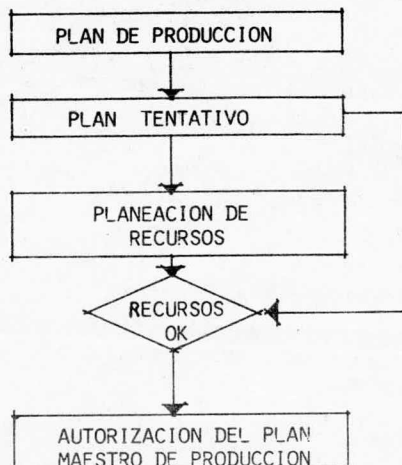 PLAN DE PRODUCCION
PLAN TENTATIVO
PLANEACION DE
RECURSOS
RECURSOS
OK
AUTORIZACION DEL PLAN
MAESTRO DE PRODUCCION